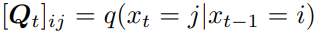 [Q_t]_{ij} = q(x_t = j|x_{t−1} = i)